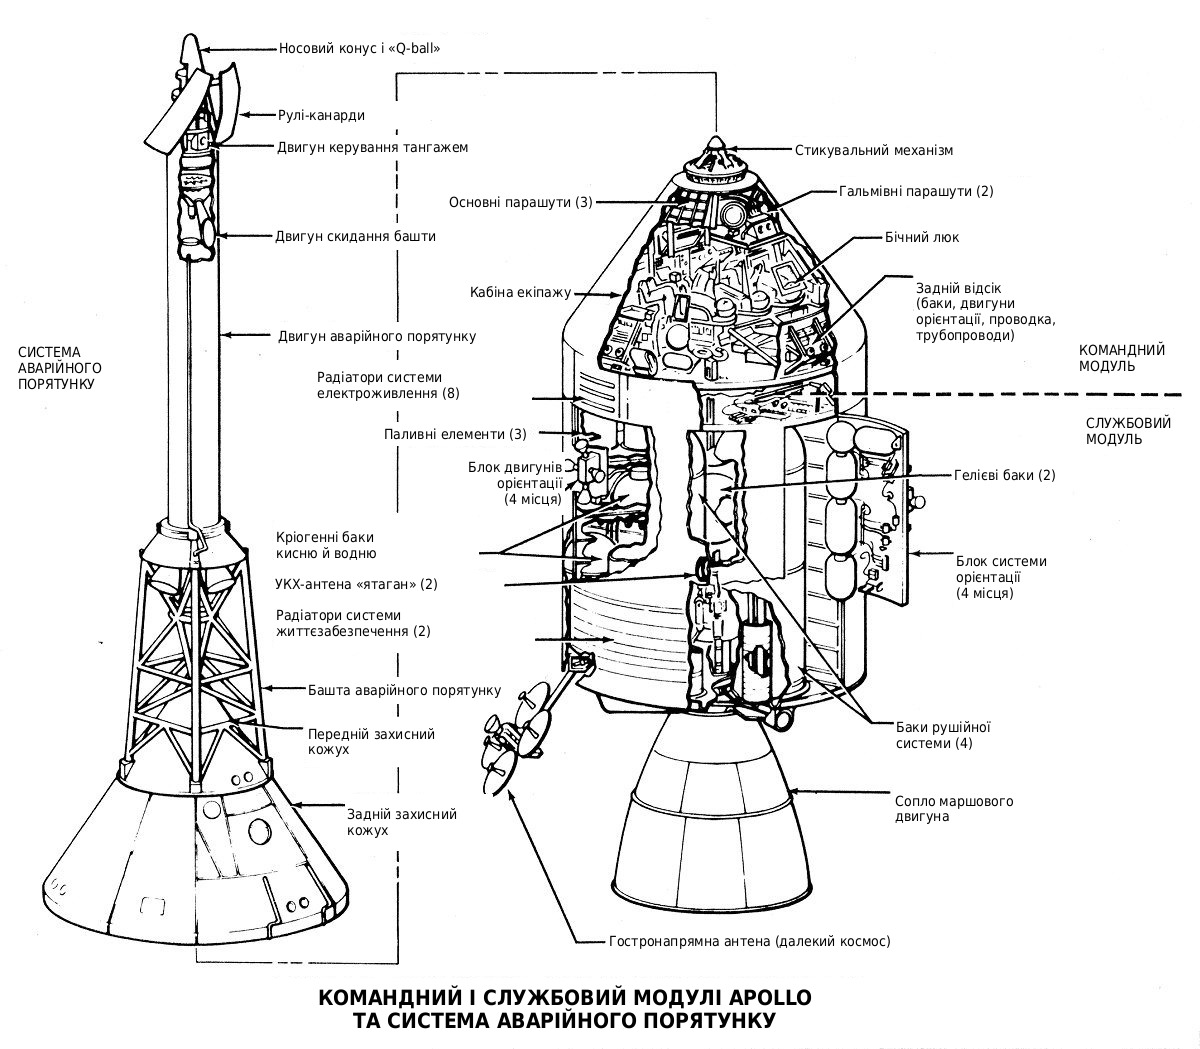 Носовий конус і «Q-ball»
Рулі-канарди
Двигун керування тангажем
Двигун скидання башти
Двигун аварійного порятунку
СИСТЕМА
АВАРІЙНОГО
ПОРЯТУНКУ
Башта аварійного порятунку
Передній захисний
кожух
Задній захисний
кожух
Стикувальний механізм
Основні парашути (3)
Гальмівні парашути (2)
Бічний люк
Кабіна екіпажу
Задній відсік
(баки, двигуни
орієнтації, проводка,
трубопроводи)
КОМАНДНИЙ
МОДУЛЬ
СЛУЖБОВИЙ
МОДУЛЬ
Радіатори системи
електроживлення (8)
Паливні елементи (3)
Блок двигунів
орієнтації
(4 місця)
Кріогенні баки
кисню й водню
УКХ-антена «ятаган» (2)
Радіатори системи
життєзабезпечення (2)
Гелієві баки (2)
Блок системи
орієнтації
(4 місця)
Баки рушійної
системи (4)
Сопло маршового
двигуна
Гостронапрямна антена (далекий космос)
КОМАНДНИЙ І СЛУЖБОВИЙ МОДУЛІ APOLLO
ТА СИСТЕМА АВАРІЙНОГО ПОРЯТУНКУ